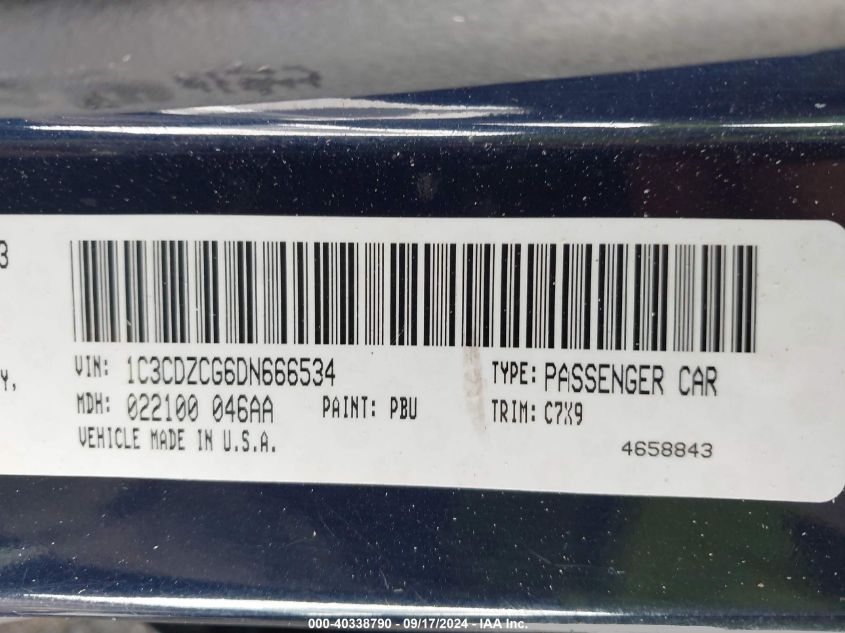 3
Y,
VIN: 1C3CDZCG6DN666534 TYPE: PASSENGER CAR
MDH: 022100 046AA PAINT: PBU TRIM: C7X9
VEHICLE MADE IN U.S.A.
4658843
000-40338790 - 09/17/2024 - IAA Inc.